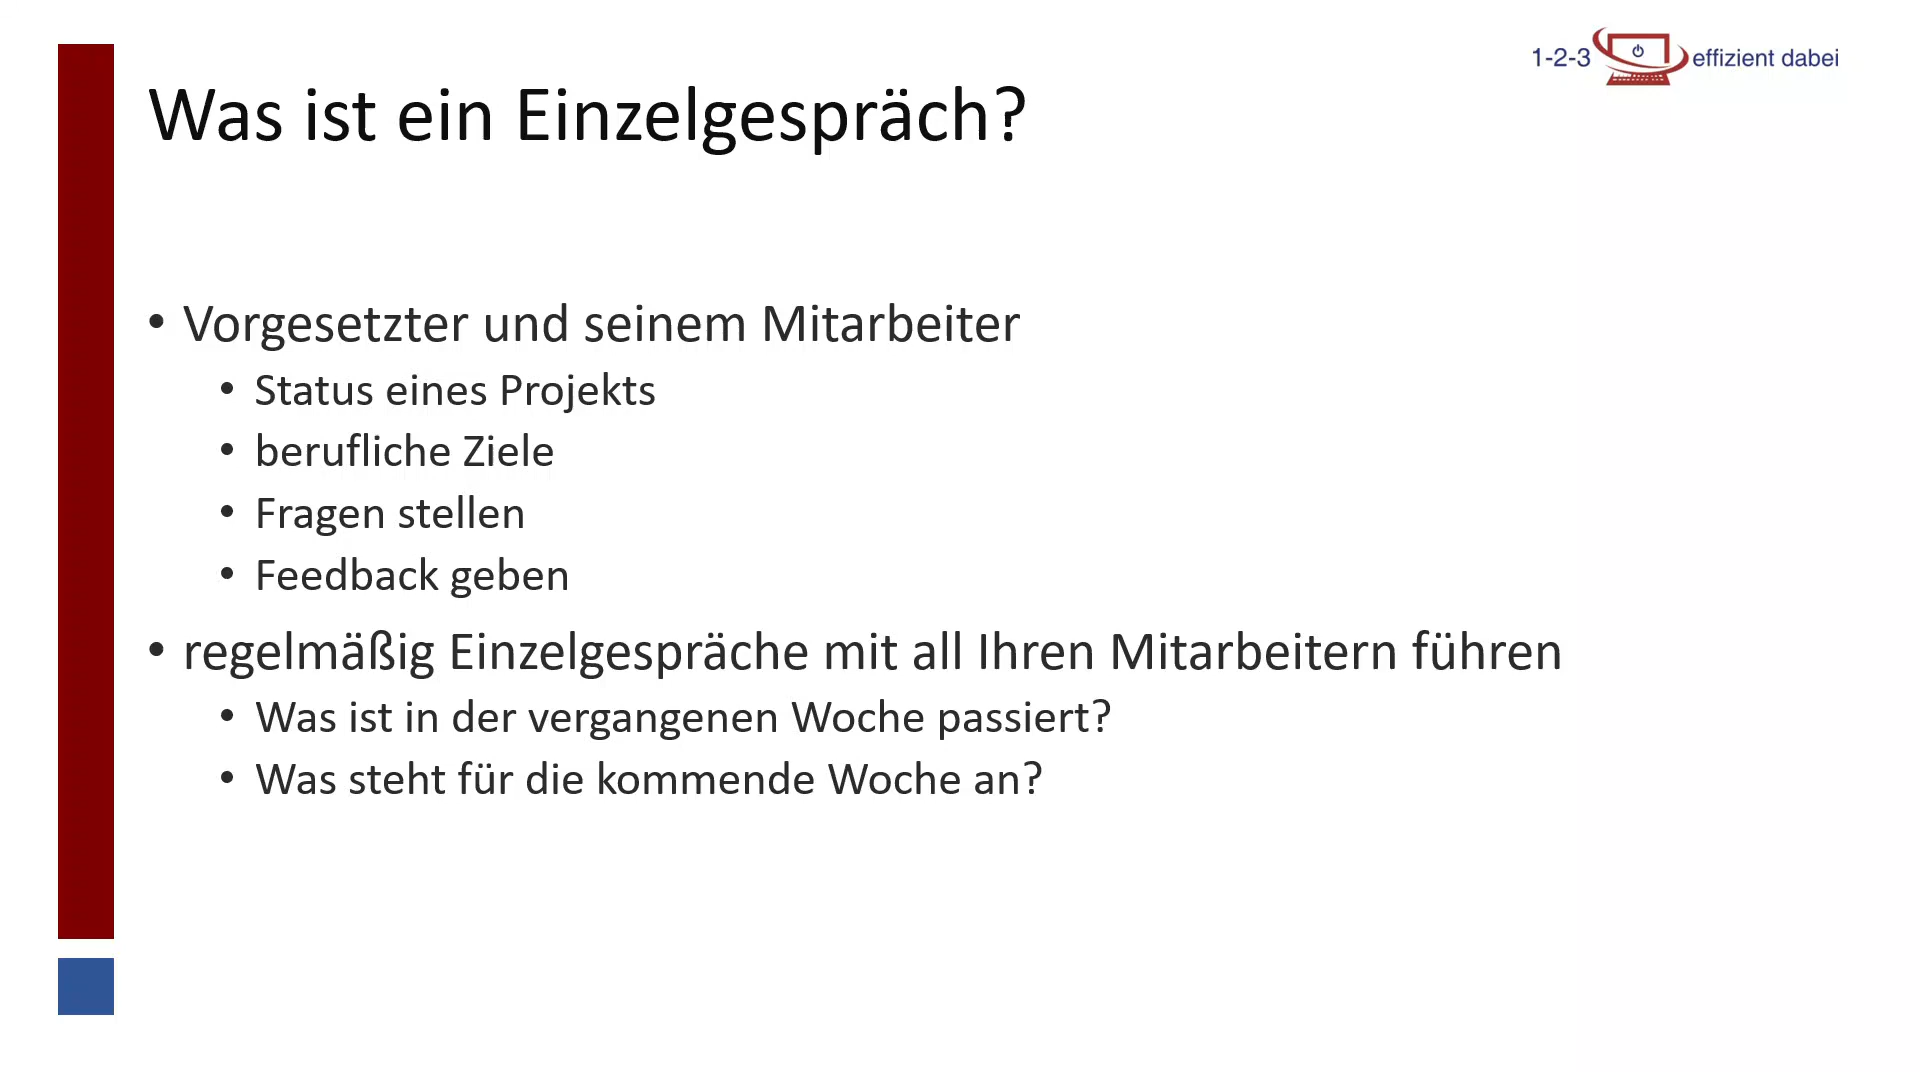 1-2-3 effizient dabei
Was ist ein Einzelgespräch?
• Vorgesetzter und seinem Mitarbeiter
• Status eines Projekts
• berufliche Ziele
• Fragen stellen
• Feedback geben
• regelmäßig Einzelgespräche mit all Ihren Mitarbeitern führen
• Was ist in der vergangenen Woche passiert?
• Was steht für die kommende Woche an?